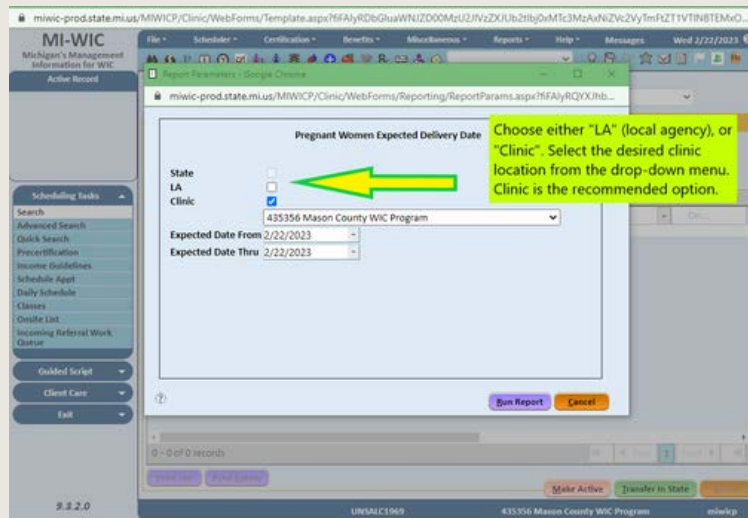 miwic-prod.state.mi.us/MIWICP/Clinic/WebForms/Template.aspx?
MI-WIC
Michigan's Management
Information for WIC
Active Record
File
Scheduler
Certification
Benefits
Miscellaneous
Reports
Help
Messages
Wed 2/22/2023
Report Parameters - Google Chrome
miwic-prod.state.mi.us/MIWICP/Clinic/WebForms/Reporting/ReportParams.aspx?
Pregnant Women Expected Delivery Date
Choose either "LA" (local agency), or
"Clinic". Select the desired clinic
location from the drop-down menu.
Clinic is the recommended option.
State
LA
Clinic
435356 Mason County WIC Program
Expected Date From 2/22/2023
Expected Date Thru 2/22/2023
Run Report
Cancel
Scheduling Tasks
Search
Advanced Search
Quick Search
Precertification
Income Guidelines
Schedule Appt
Daily Schedule
Classes
Onsite List
Incoming Referral Work
Queue
Guided Script
Client Care
Exit
0 - 0 of 0 records
1
Make Active
Transfer In State
9.3.2.0
UNSALC1969
435356 Mason County WIC Program
miwicp